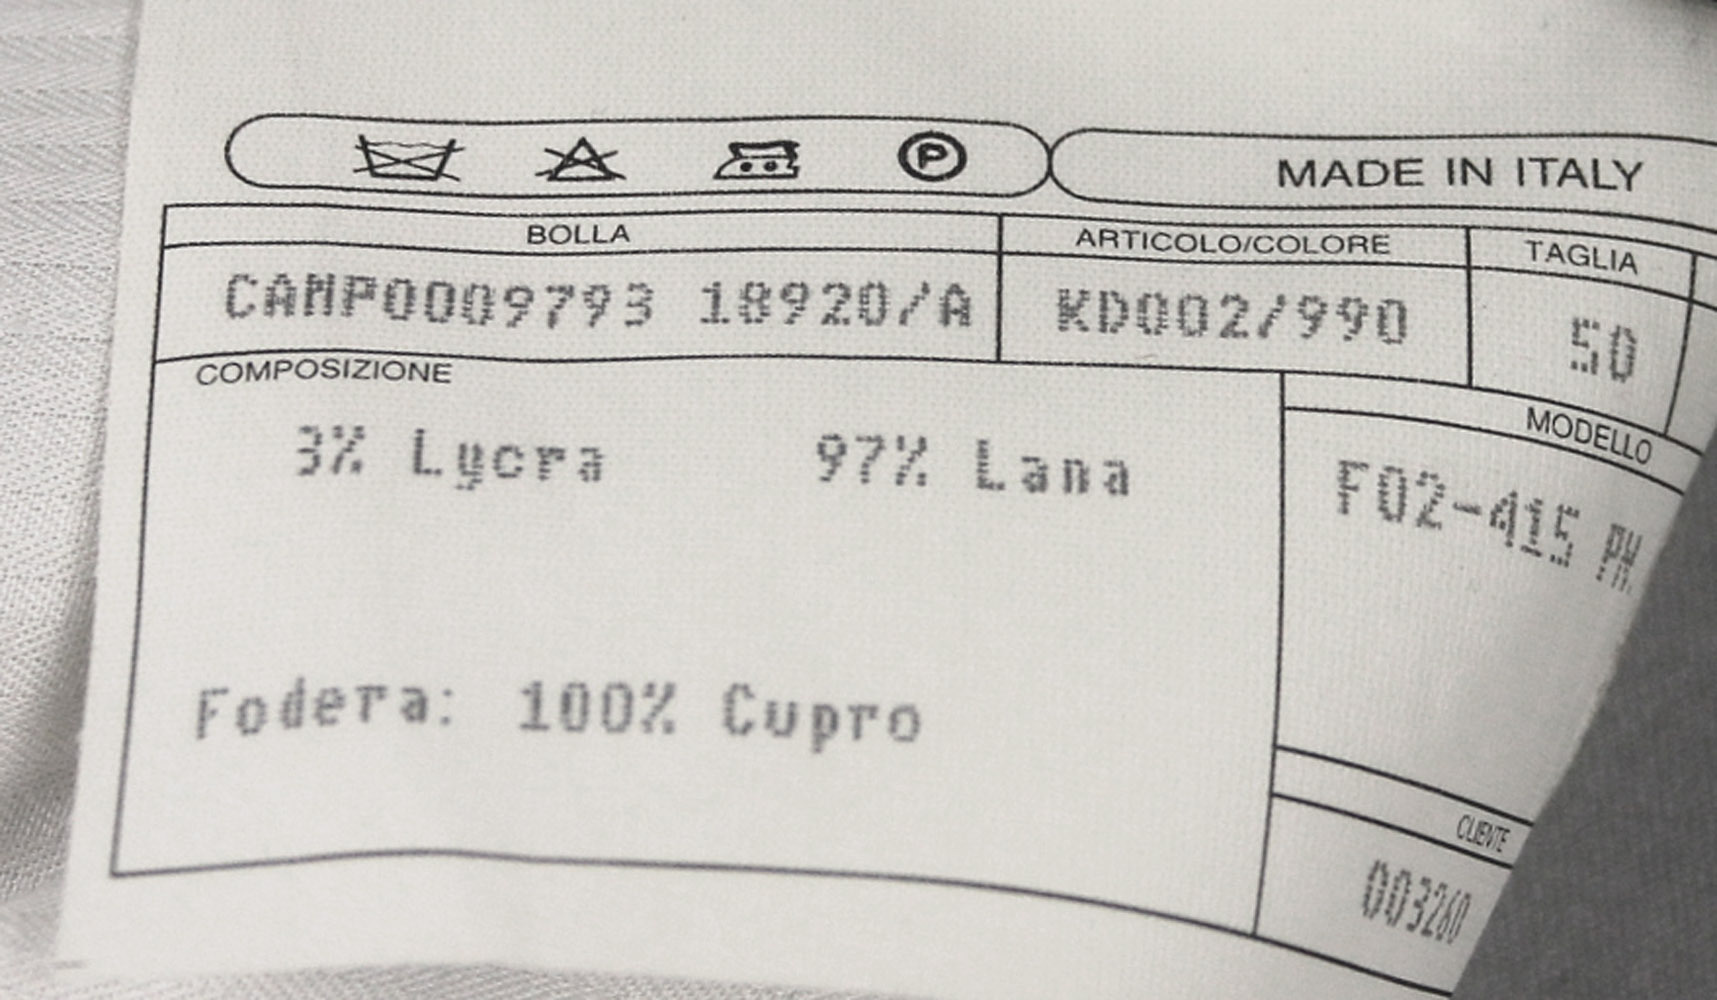 P MADE IN ITALY
BOLLA ARTICOLO/COLORE TAGLIA
CAMP0009793 18920/A KD002/990 50
COMPOSIZIONE MODELLO
3% Lycra 97% Lana F02-415
Fodera: 100% Cupro
CLIENTE
003260